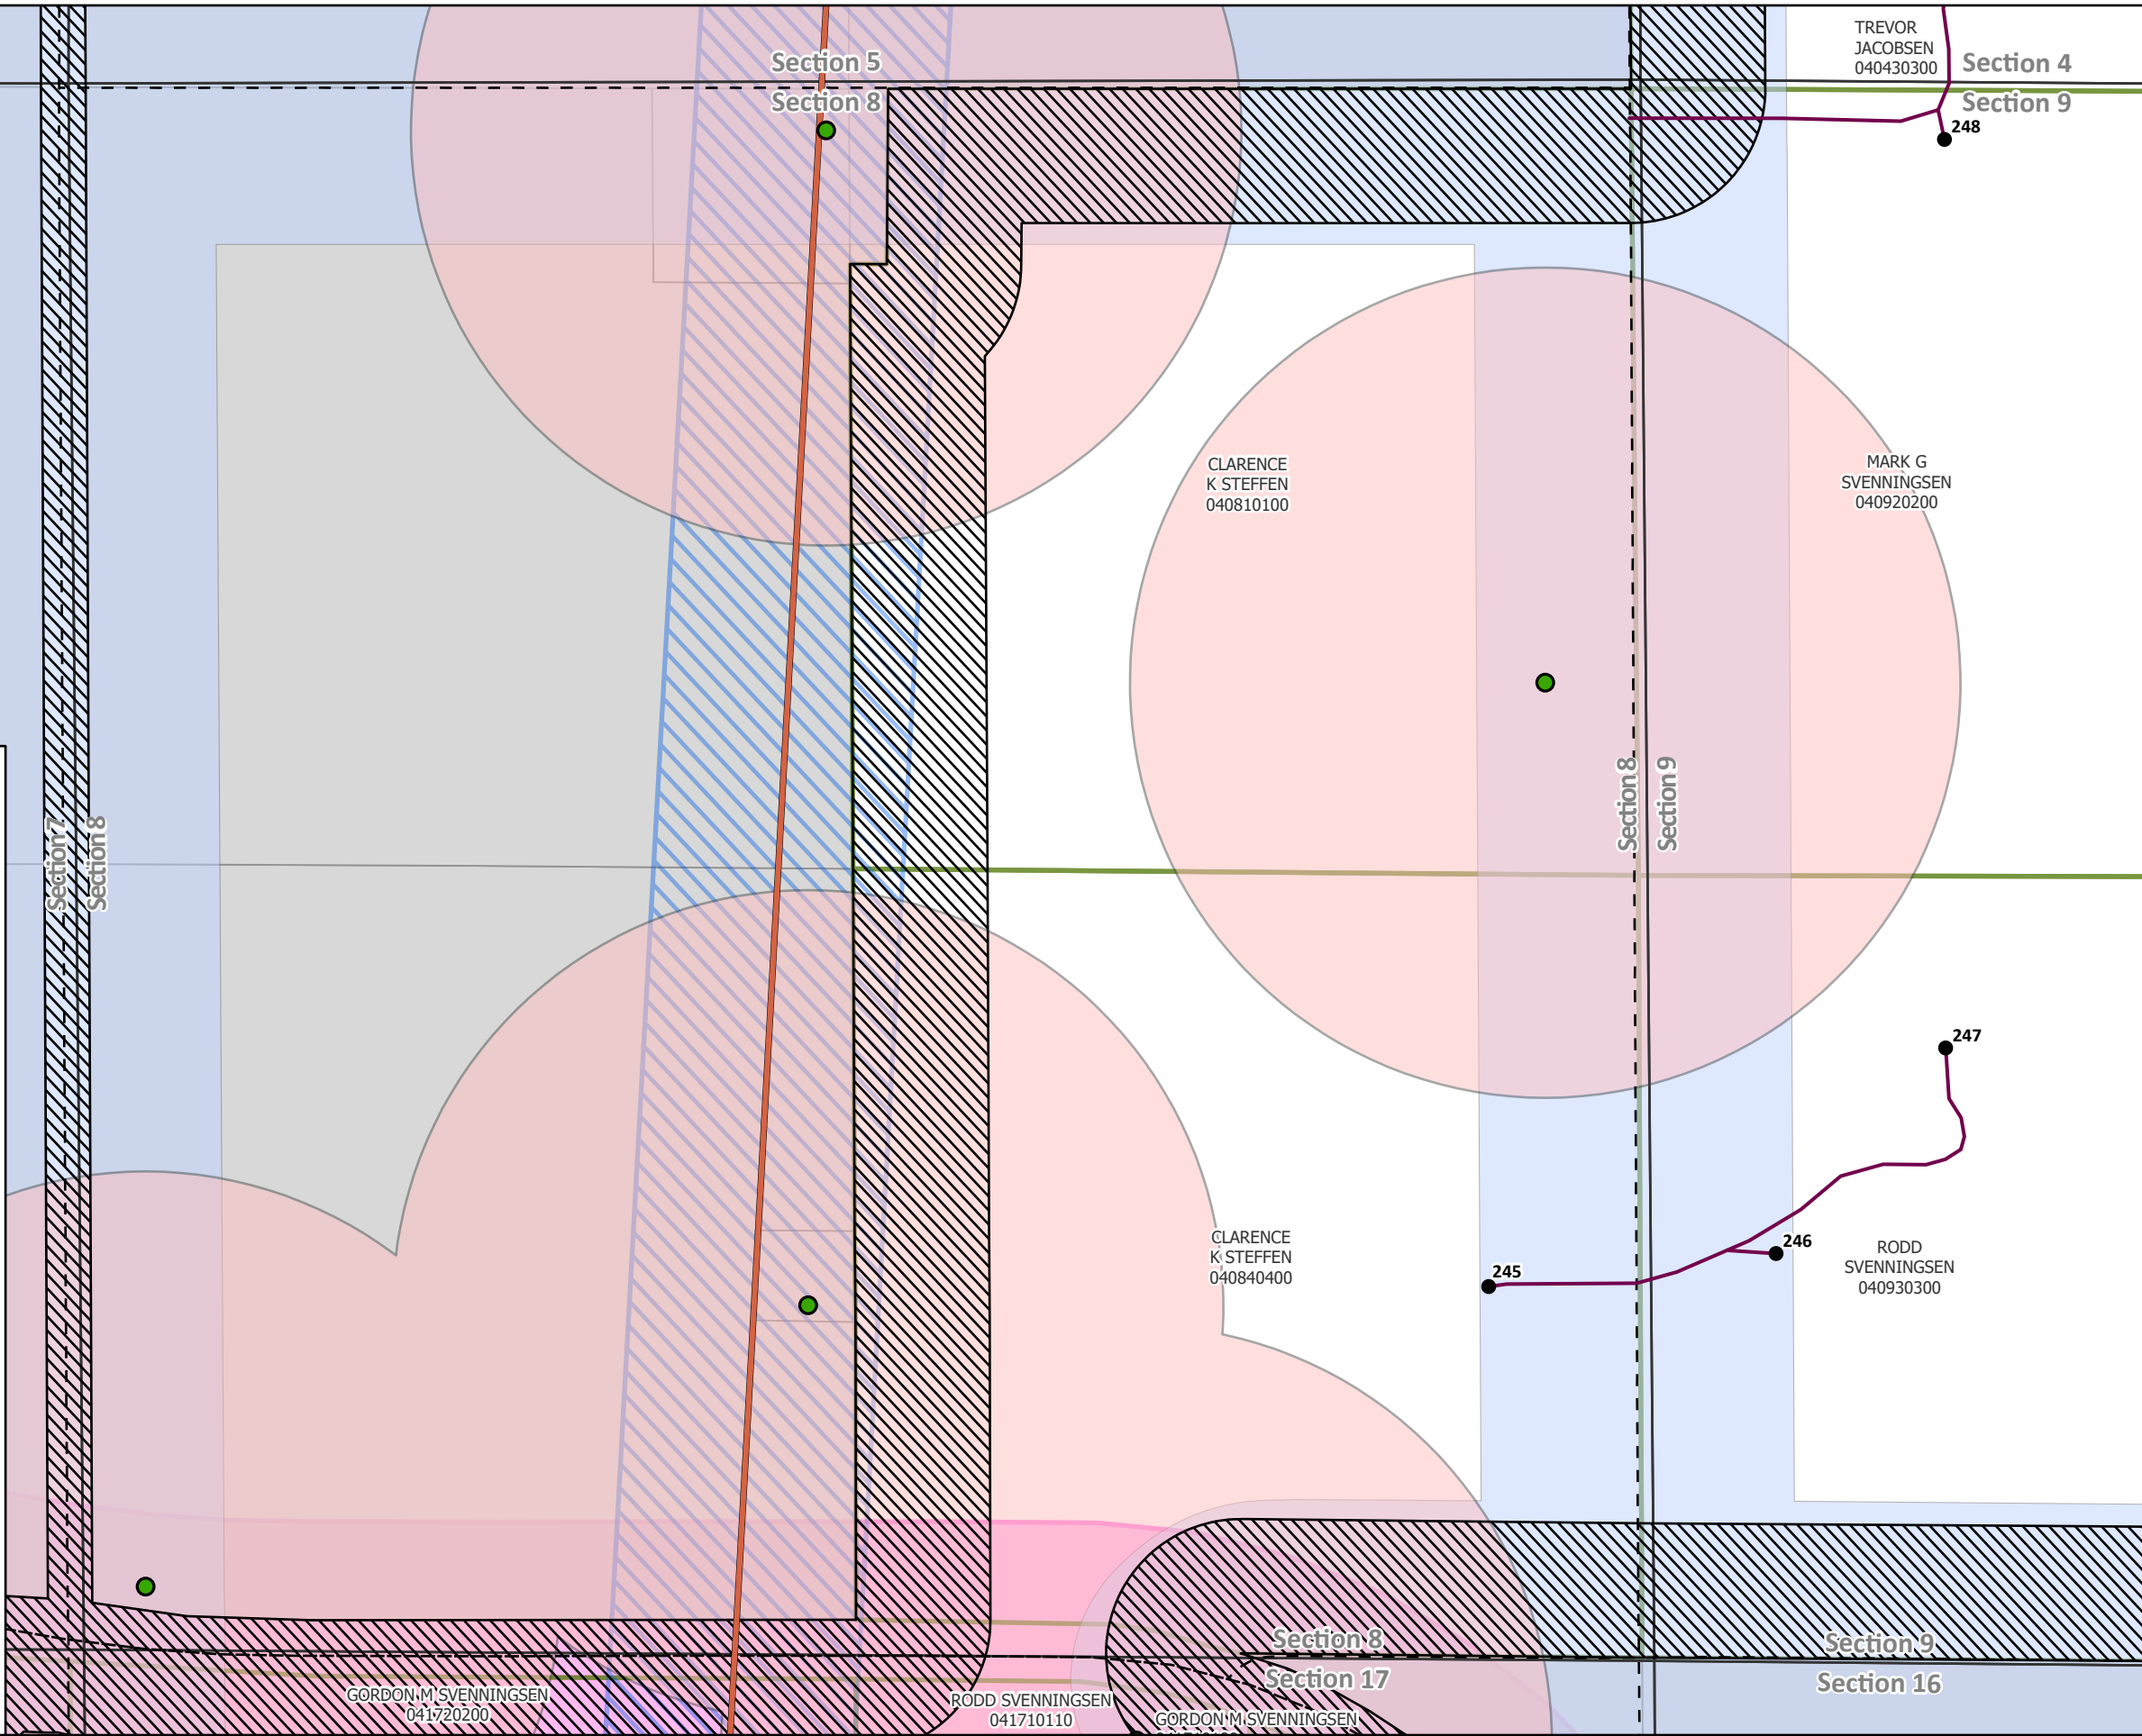 TREVOR
JACOBSEN
040430300
Section 5
Section 4
Section 8
Section 9
248
CLARENCE
K STEFFEN
040810100
MARK G
SVENNINGSEN
040920200
Section 7
Section 8
Section 8
Section 9
247
246
245
CLARENCE
K STEFFEN
040840400
RODD
SVENNINGSEN
040930300
Section 8
Section 9
Section 17
Section 16
GORDON M SVENNINGSEN
041720200
RODD SVENNINGSEN
041710110
GORDON M SVENNINGSEN